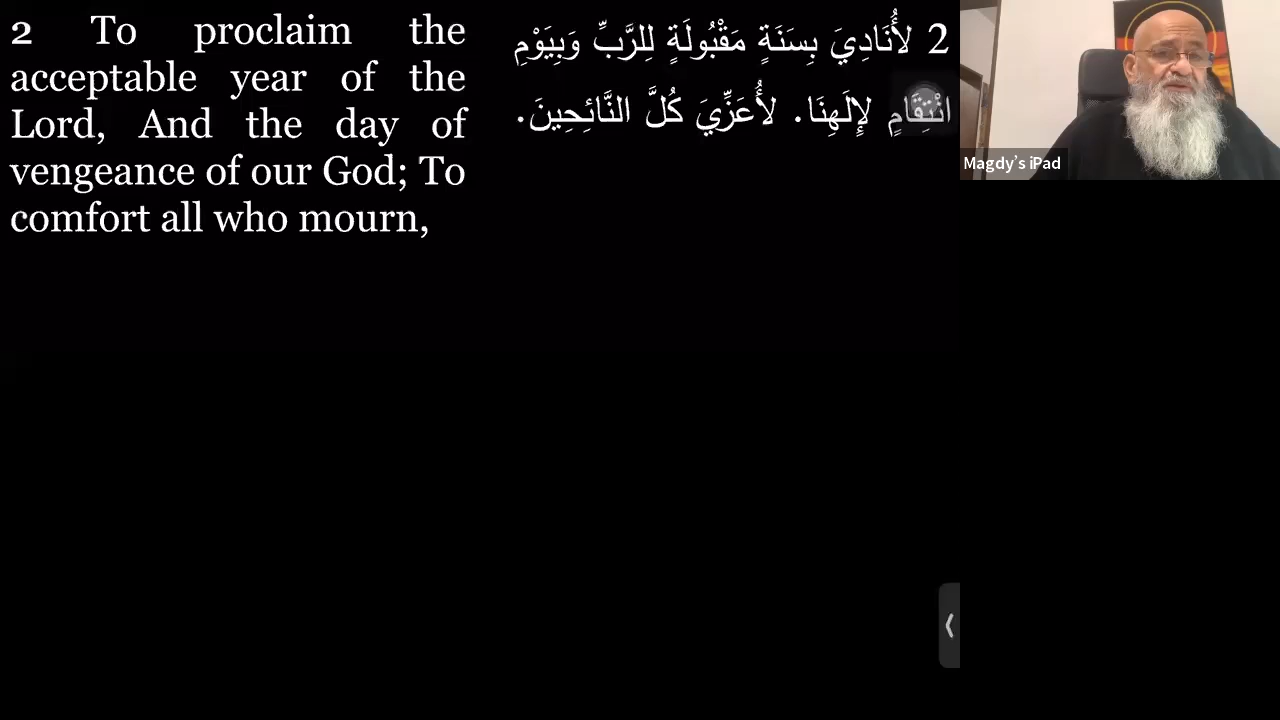 2 To proclaim the
acceptable year of the
Lord, And the day of
vengeance of our God; To
comfort all who mourn,
2 لأُنَادِيَ بِسَنَةٍ مَقْبُولَةٍ لِلرَّبِّ وَبِيَوْمِ
انْتِقَامٍ لإِلَهِنَا. لأُعَزِّيَ كُلَّ النَّائِحِينَ.
Magdy’s iPad